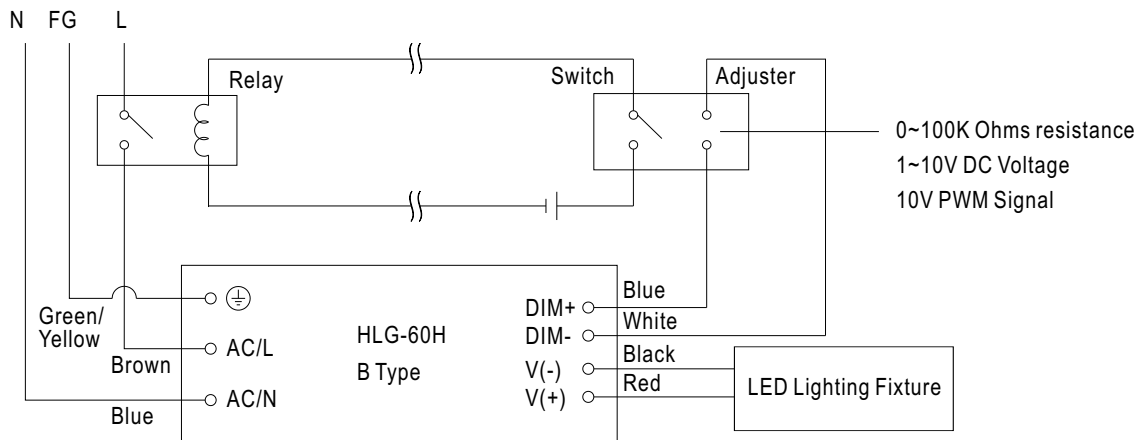 N FG L
Relay
Switch
Adjuster
0~100K Ohms resistance
1~10V DC Voltage
10V PWM Signal
Green/
Yellow
Brown
Blue
AC/L
AC/N
HLG-60H
B Type
DIM+
DIM-
V(-)
V(+)
Blue
White
Black
Red
LED Lighting Fixture